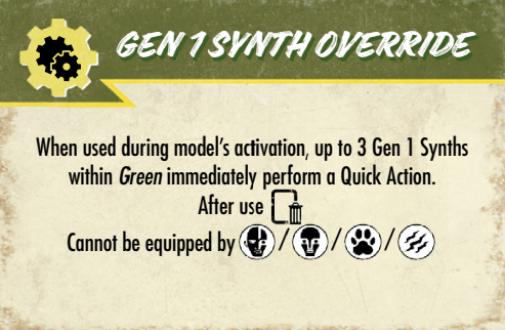 GEN 1 SYNTH OVERRIDE
When used during model's activation, up to 3 Gen 1 Synths
within Green immediately perform a Quick Action.
After use
Cannot be equipped by / / /